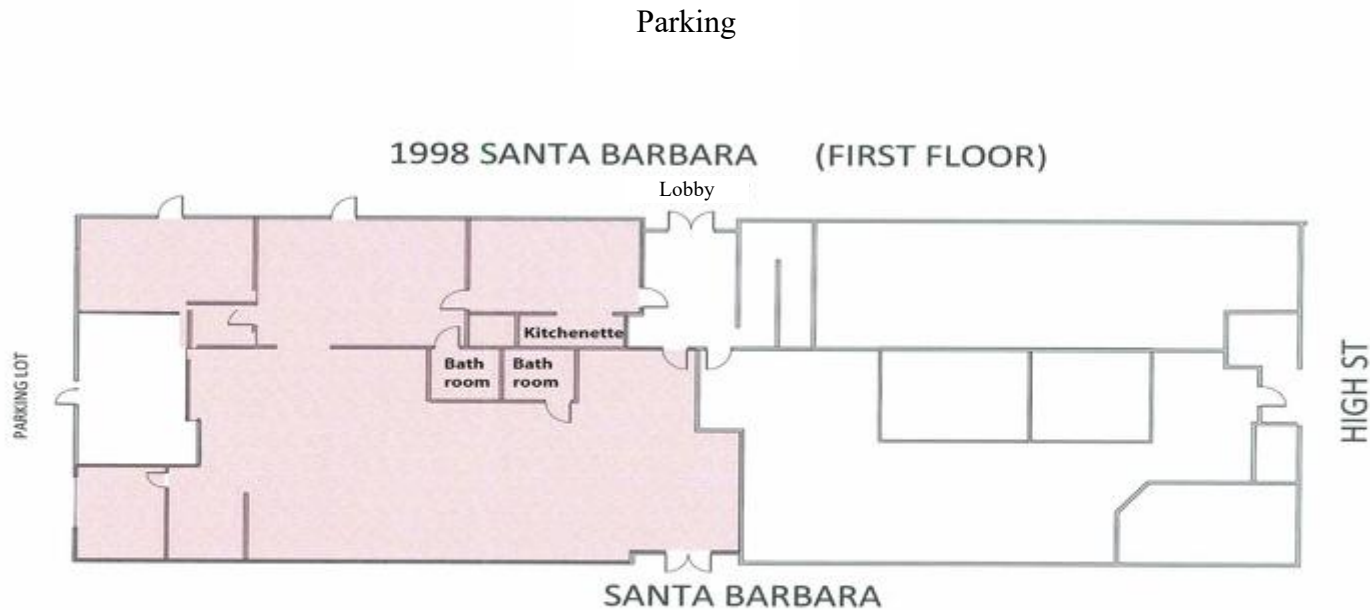 Parking
1998 SANTA BARBARA (FIRST FLOOR)
Lobby
Kitchenette
Bath
room
Bath
room
PARKING LOT
HIGH ST
SANTA BARBARA